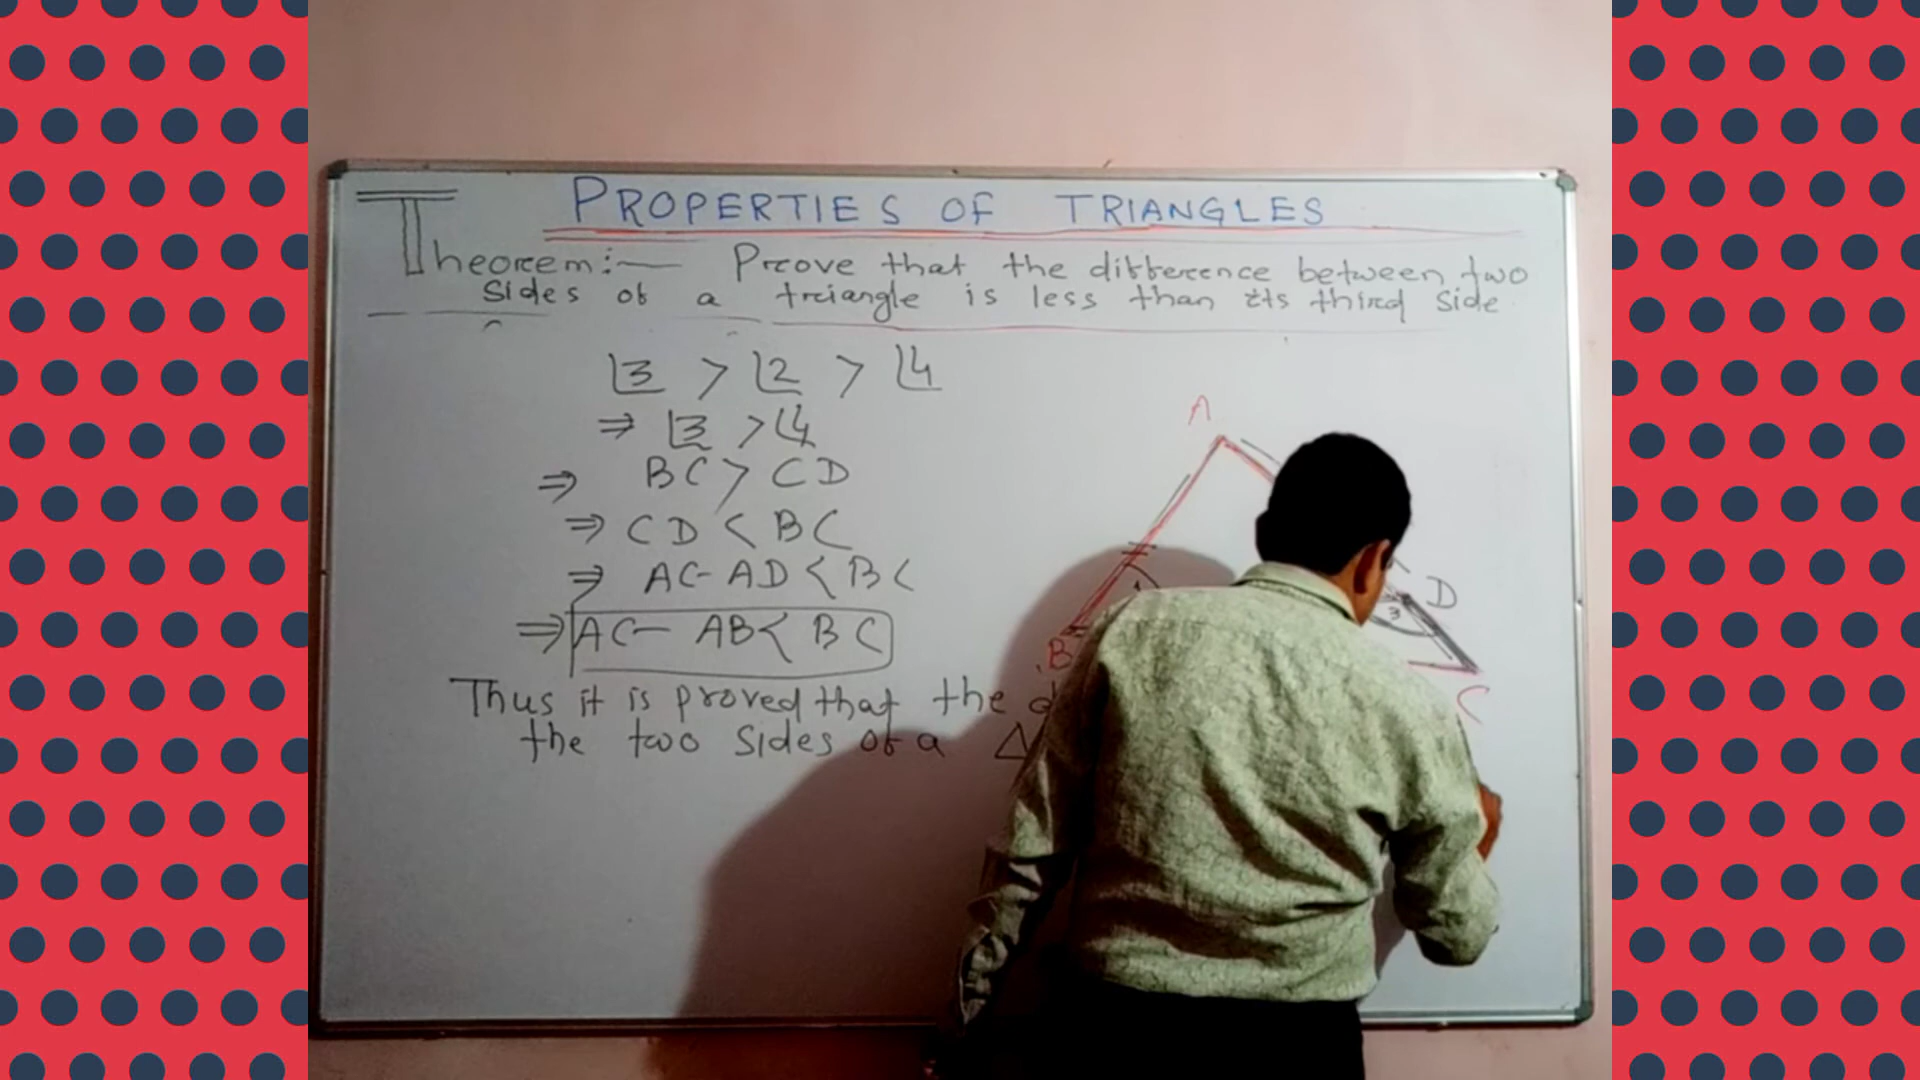 PROPERTIES OF TRIANGLES
Theorem:— Prove that the difference between two
sides of a triangle is less than its third side
∠3 > ∠2 > ∠4
⇒ ∠3 > ∠4
⇒ BC > CD
⇒ CD < BC
⇒ AC - AD < BC
⇒ AC - AB < BC
Thus it is proved that the
the two sides of a Δ
A
D
3
B
C